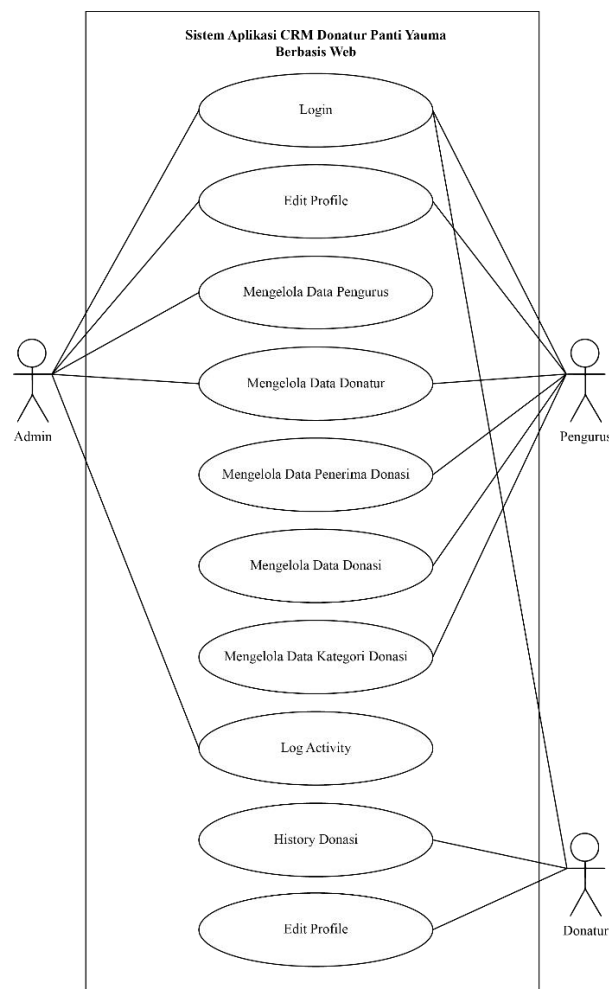 Sistem Aplikasi CRM Donatur Panti Yauma
Berbasis Web
Login
Edit Profile
Mengelola Data Pengurus
Mengelola Data Donatur
Admin
Pengurus
Mengelola Data Penerima Donasi
Mengelola Data Donasi
Mengelola Data Kategori Donasi
Log Activity
History Donasi
Edit Profile
Donatur